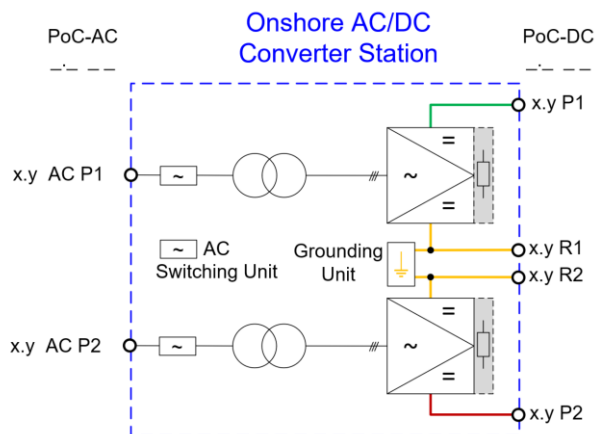 Onshore AC/DC
Converter Station
PoC-AC
PoC-DC
x.y P1
=
~
=
x.y AC P1
~
~ AC
Switching Unit
Grounding
Unit
x.y R1
x.y R2
=
~
=
x.y AC P2
~
x.y P2